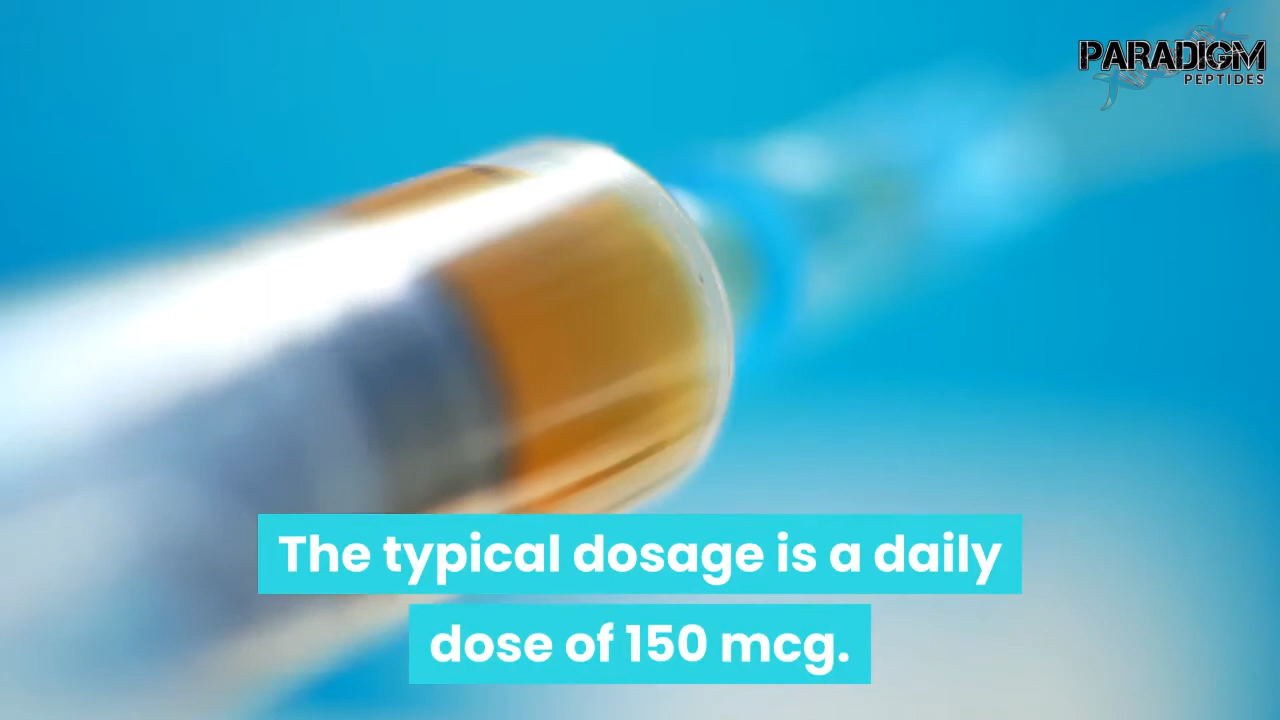 PARADIGM
PEPTIDES
The typical dosage is a daily
dose of 150 mcg.